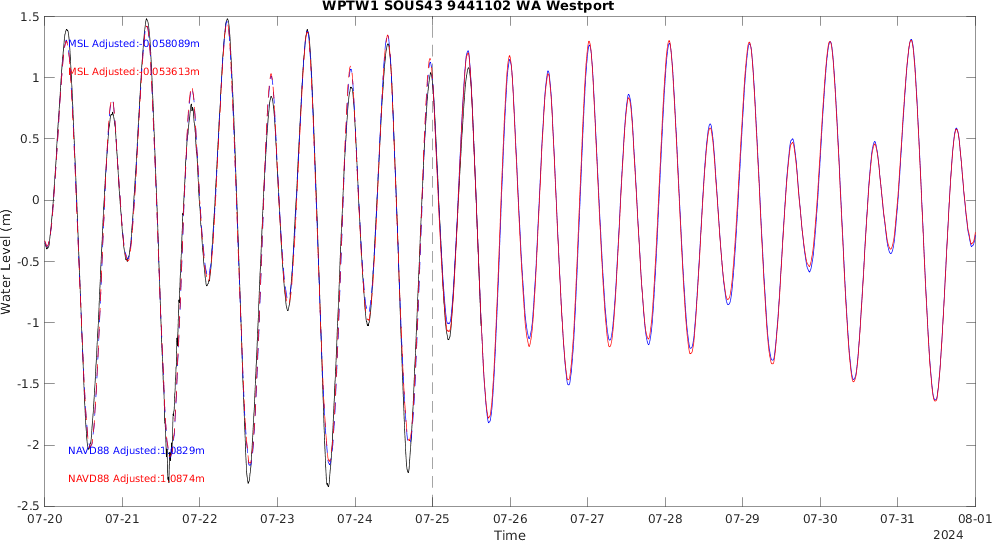 WPTW1 SOUS43 9441102 WA Westport
Water Level (m)
1.5
1
0.5
0
-0.5
-1
-1.5
-2
-2.5
MSL Adjusted:-0.058089m
MSL Adjusted:-0.053613m
NAVD88 Adjusted:1.0829m
NAVD88 Adjusted:1.0874m
07-20 07-21 07-22 07-23 07-24 07-25 07-26 07-27 07-28 07-29 07-30 07-31 08-01
Time
2024